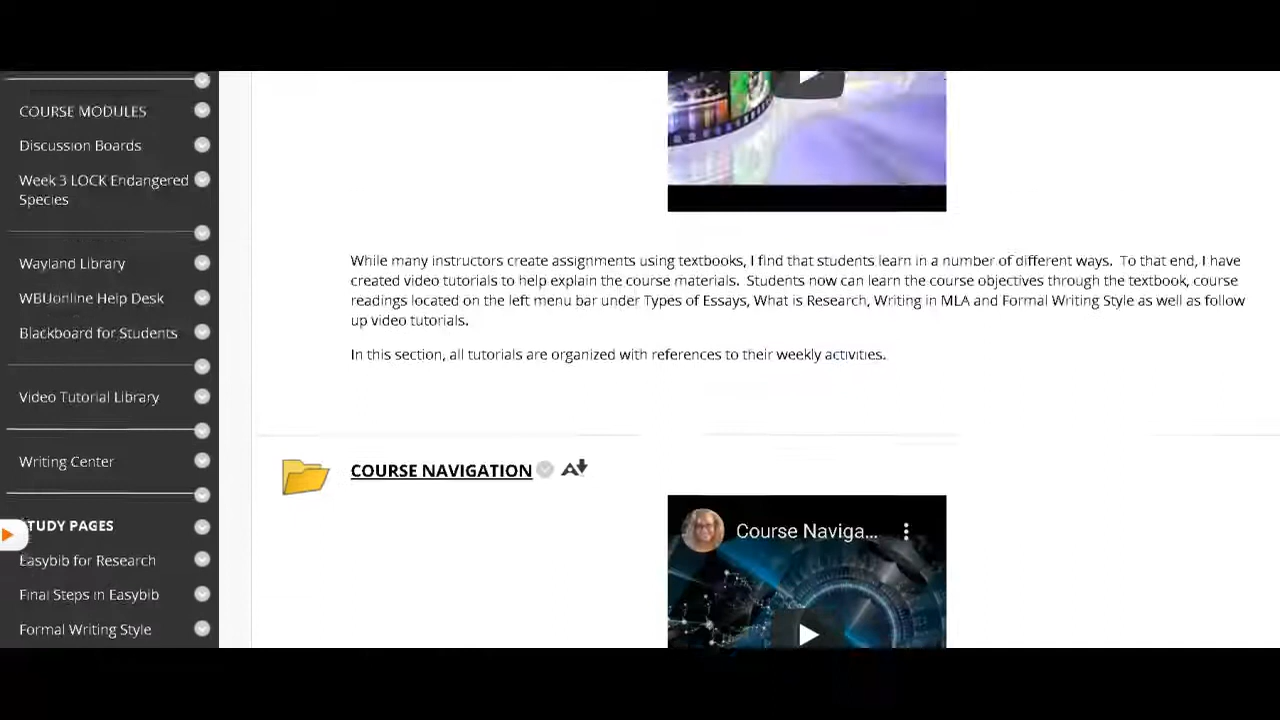 COURSE MODULES
Discussion Boards
Week 3 LOCK Endangered
Species
Wayland Library
WBUonline Help Desk
Blackboard for Students
Video Tutorial Library
Writing Center
TUDY PAGES
Easybib for Research
Final Steps in Easybib
Formal Writing Style
While many instructors create assignments using textbooks, I find that students learn in a number of different ways. To that end, I have
created video tutorials to help explain the course materials. Students now can learn the course objectives through the textbook, course
readings located on the left menu bar under Types of Essays, What is Research, Writing in MLA and Formal Writing Style as well as follow
up video tutorials.
In this section, all tutorials are organized with references to their weekly activities.
COURSE NAVIGATION
Course Naviga...